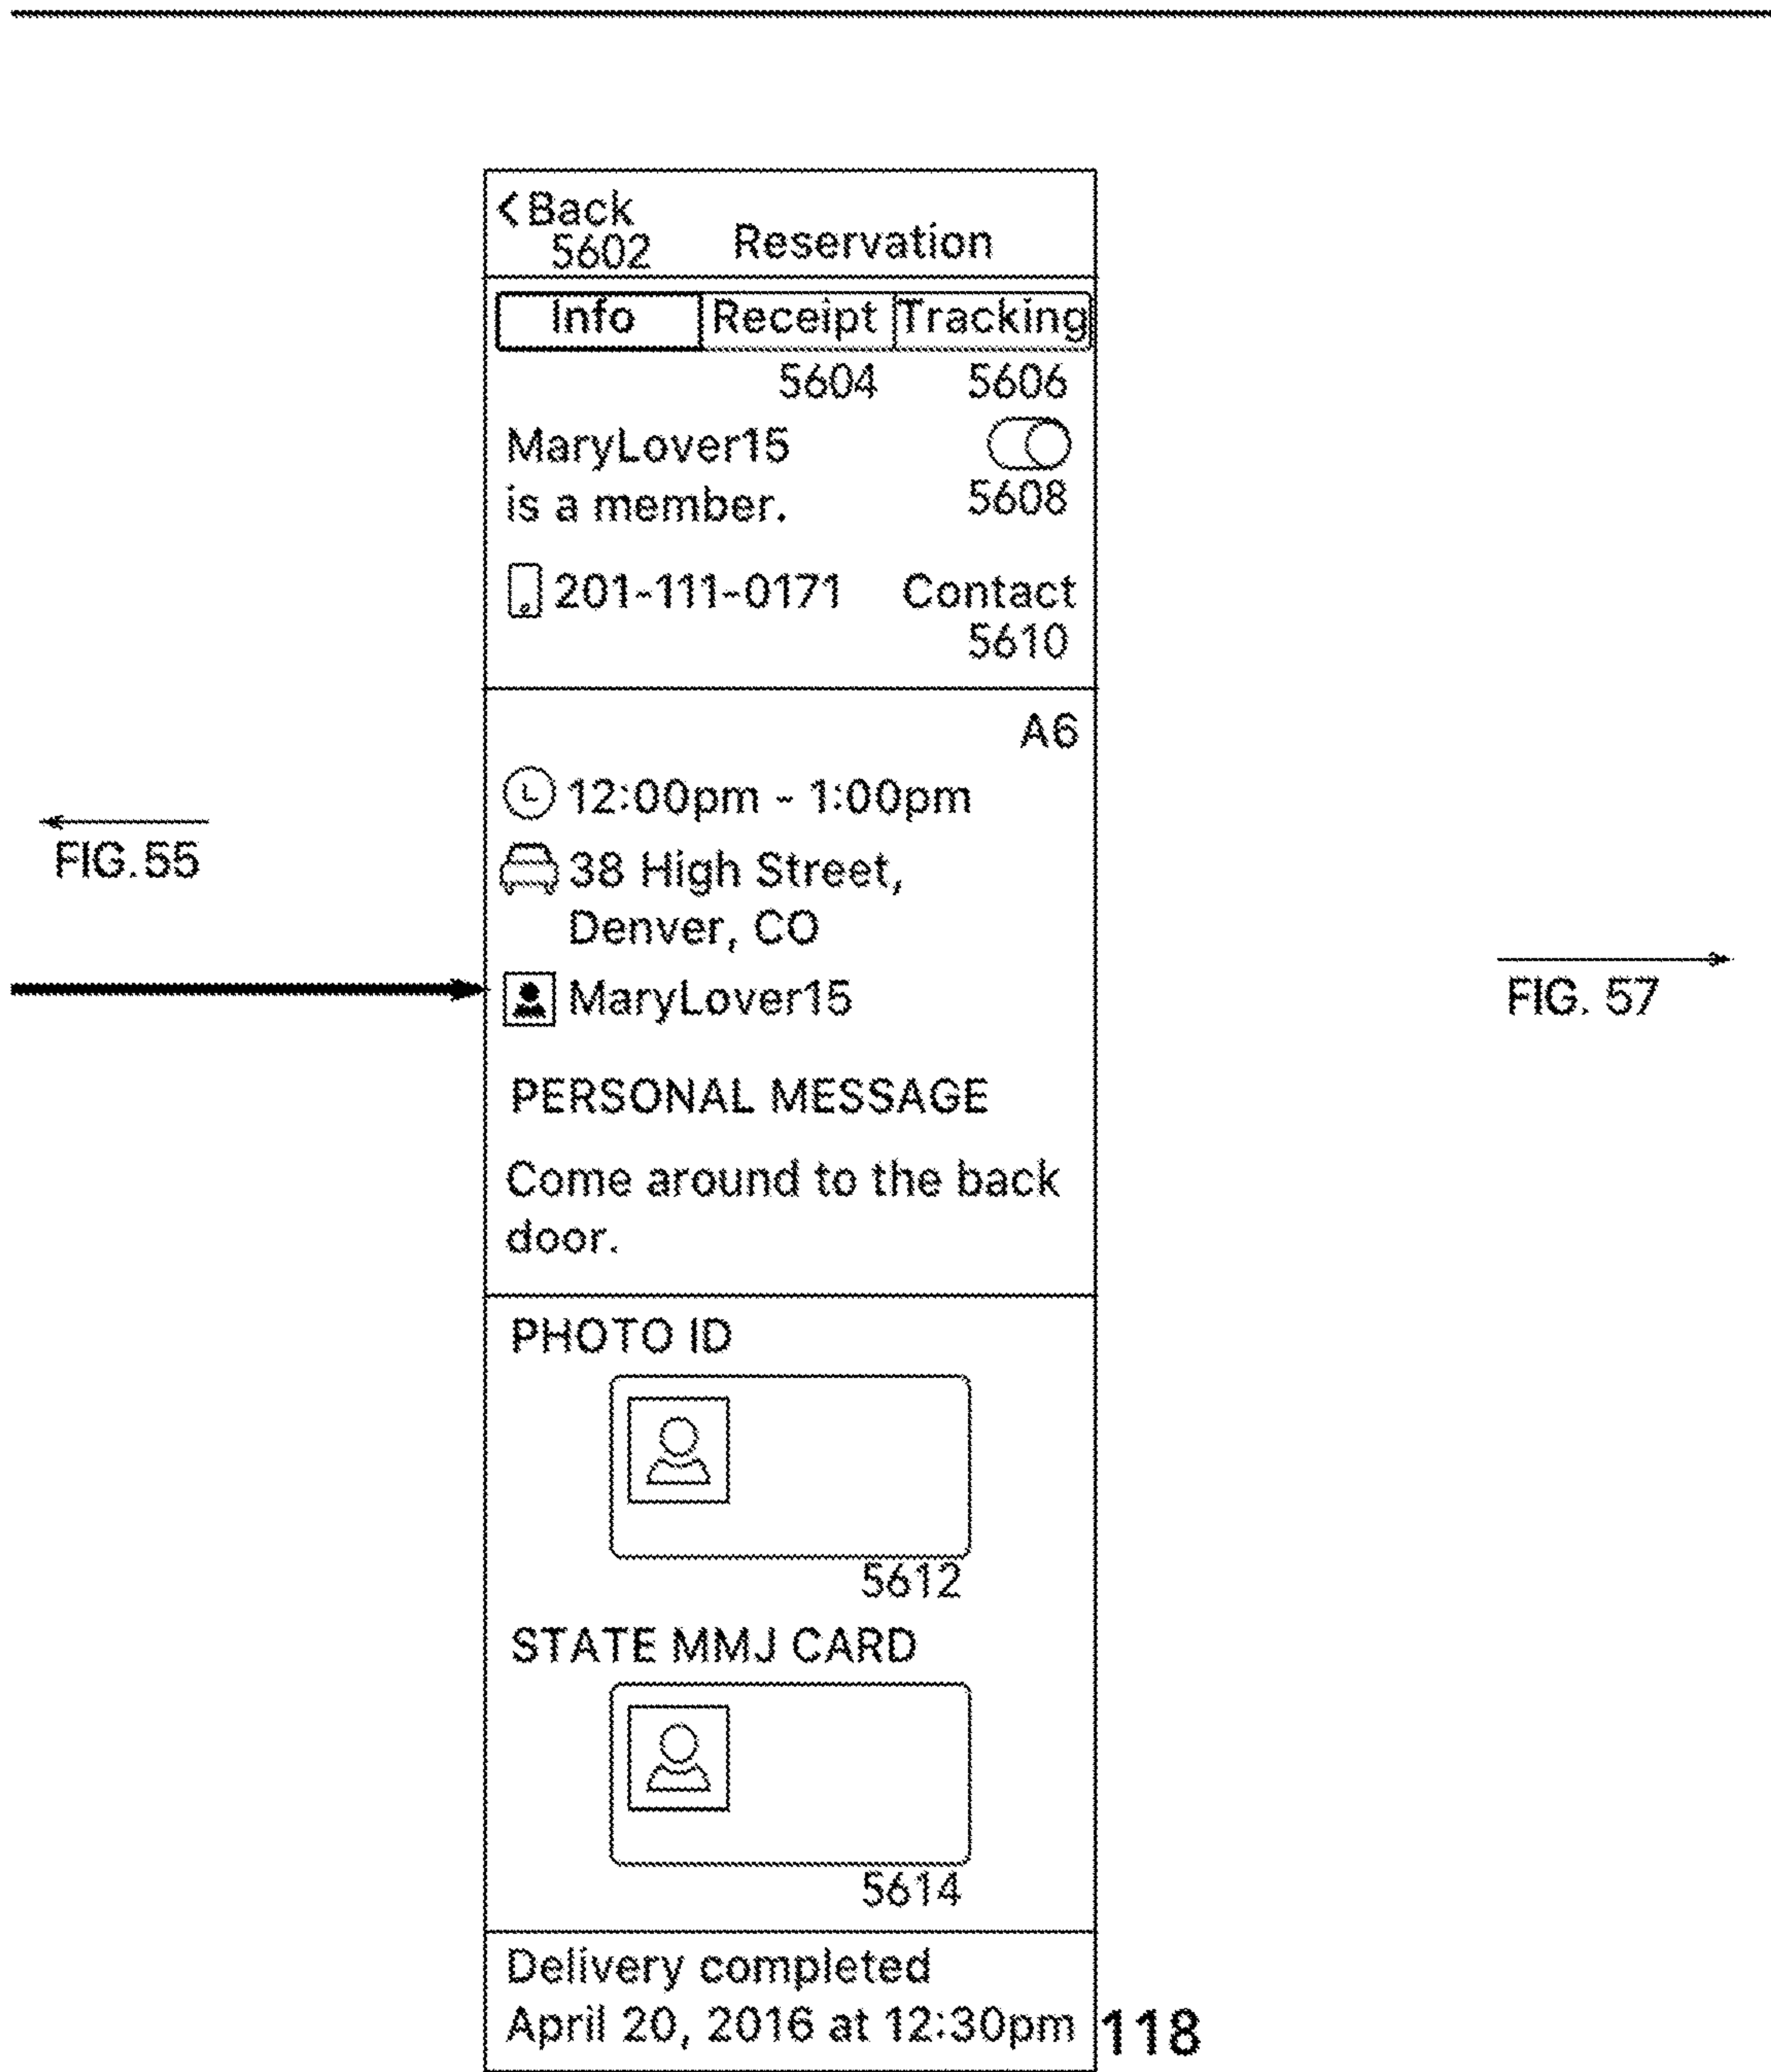 < Back
5602
Reservation
Info Receipt Tracking
5604 5606
MaryLover15
is a member.
5608
201-111-0171 Contact
5610
A6
12:00pm - 1:00pm
38 High Street,
Denver, CO
MaryLover15
PERSONAL MESSAGE
Come around to the back
door.
PHOTO ID
5612
STATE MMJ CARD
5614
Delivery completed
April 20, 2016 at 12:30pm
118
FIG. 55
FIG. 57